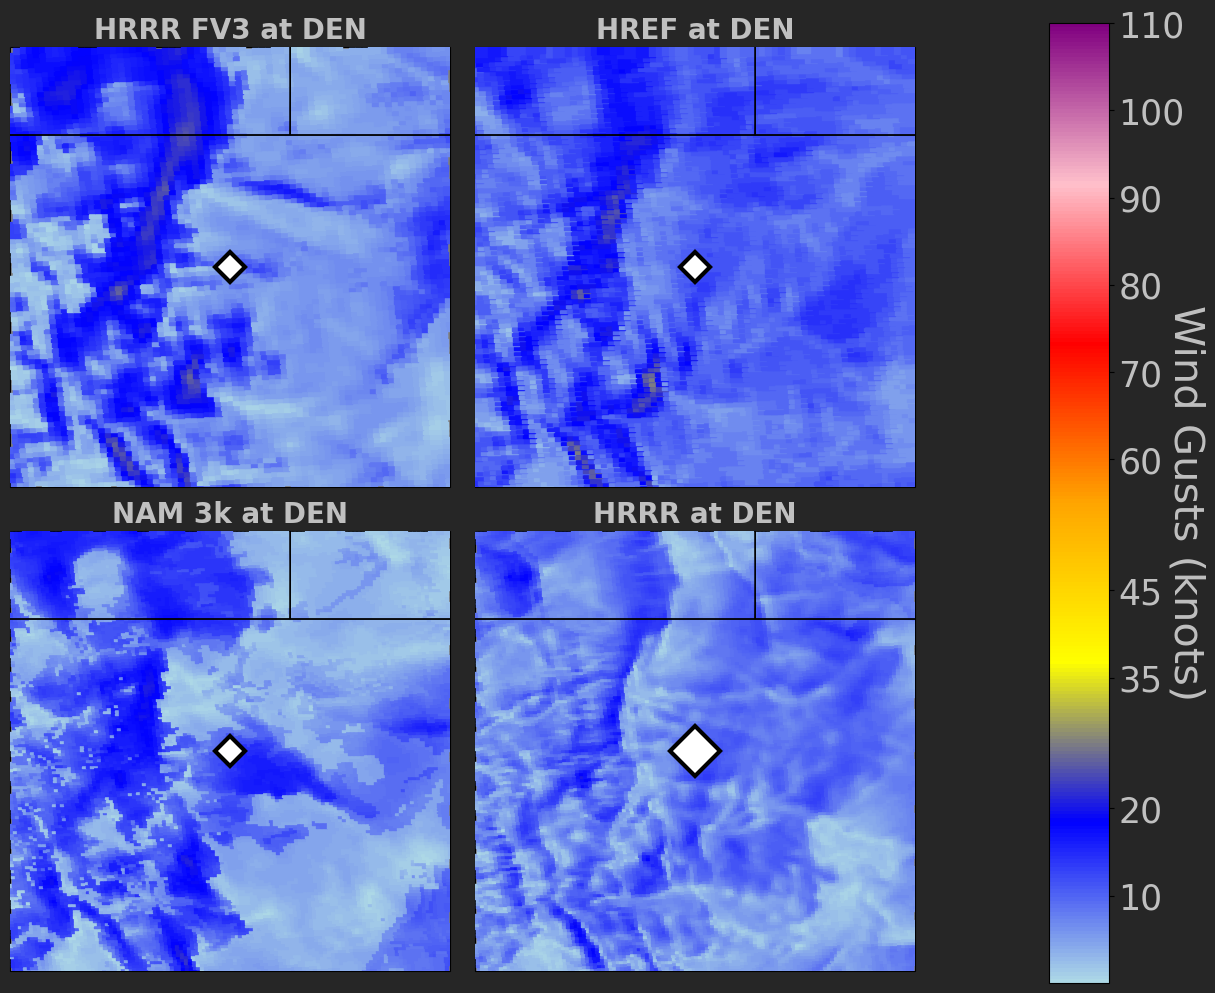 HRRR FV3 at DEN
HREF at DEN
NAM 3k at DEN
HRRR at DEN
110
100
90
80
70
60
45
35
20
10
Wind Gusts (knots)